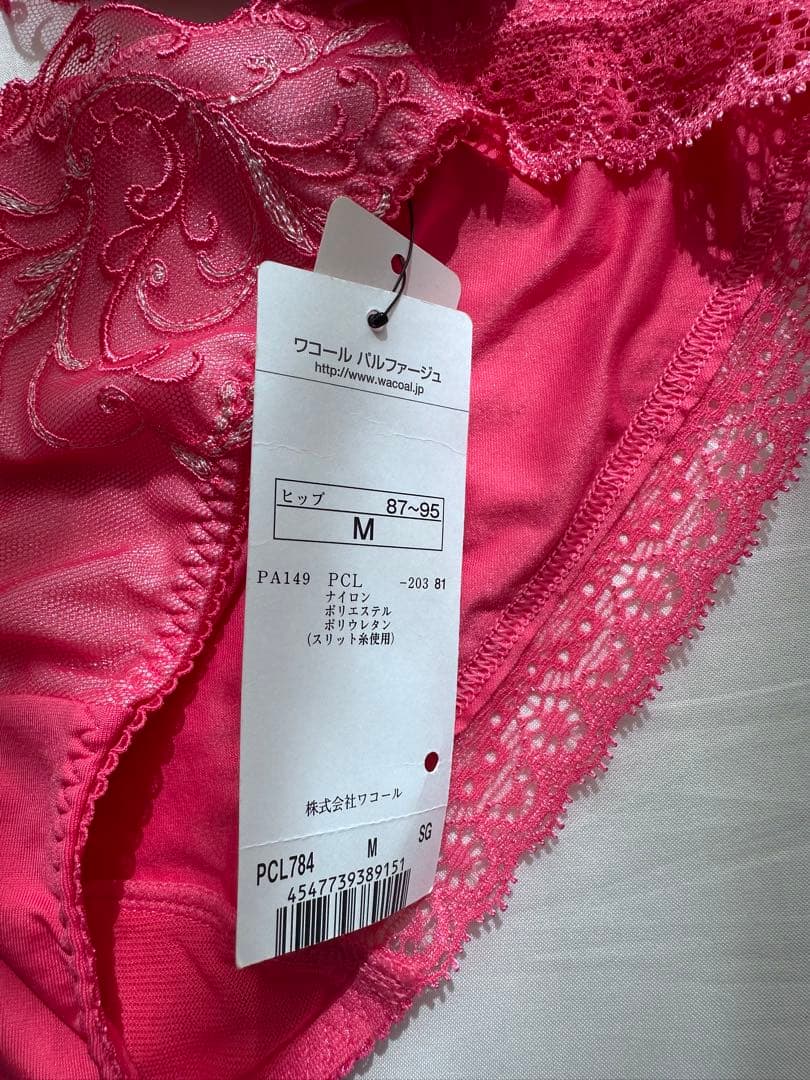 ワコール パルファージュ
http://www.wacoal.jp
ヒップ 87~95
M
PA149 PCL -203 81
ナイロン
ポリエステル
ポリウレタン
(スリット糸使用)
株式会社ワコール
PCL784 M SG
4547739389151